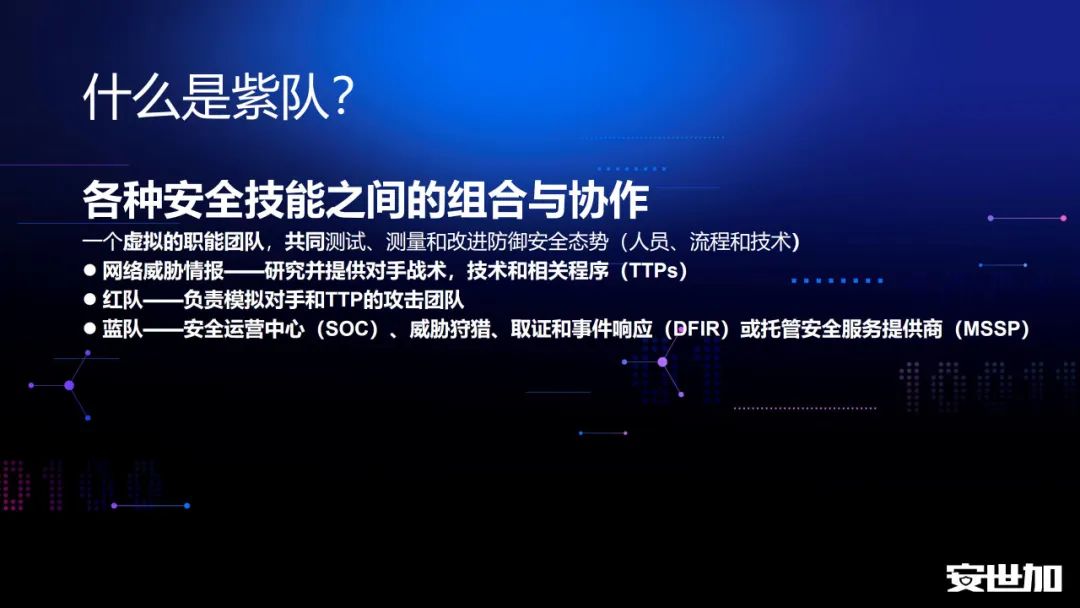 什么是紫队？
各种安全技能之间的组合与协作
一个虚拟的职能团队，共同测试、测量和改进防御安全态势（人员、流程和技术)
● 网络威胁情报——研究并提供对手战术，技术和相关程序（TTPs）
● 红队——负责模拟对手和TTP的攻击团队
● 蓝队——安全运营中心（SOC）、威胁狩猎、取证和事件响应（DFIR）或托管安全服务提供商（MSSP）
安世加